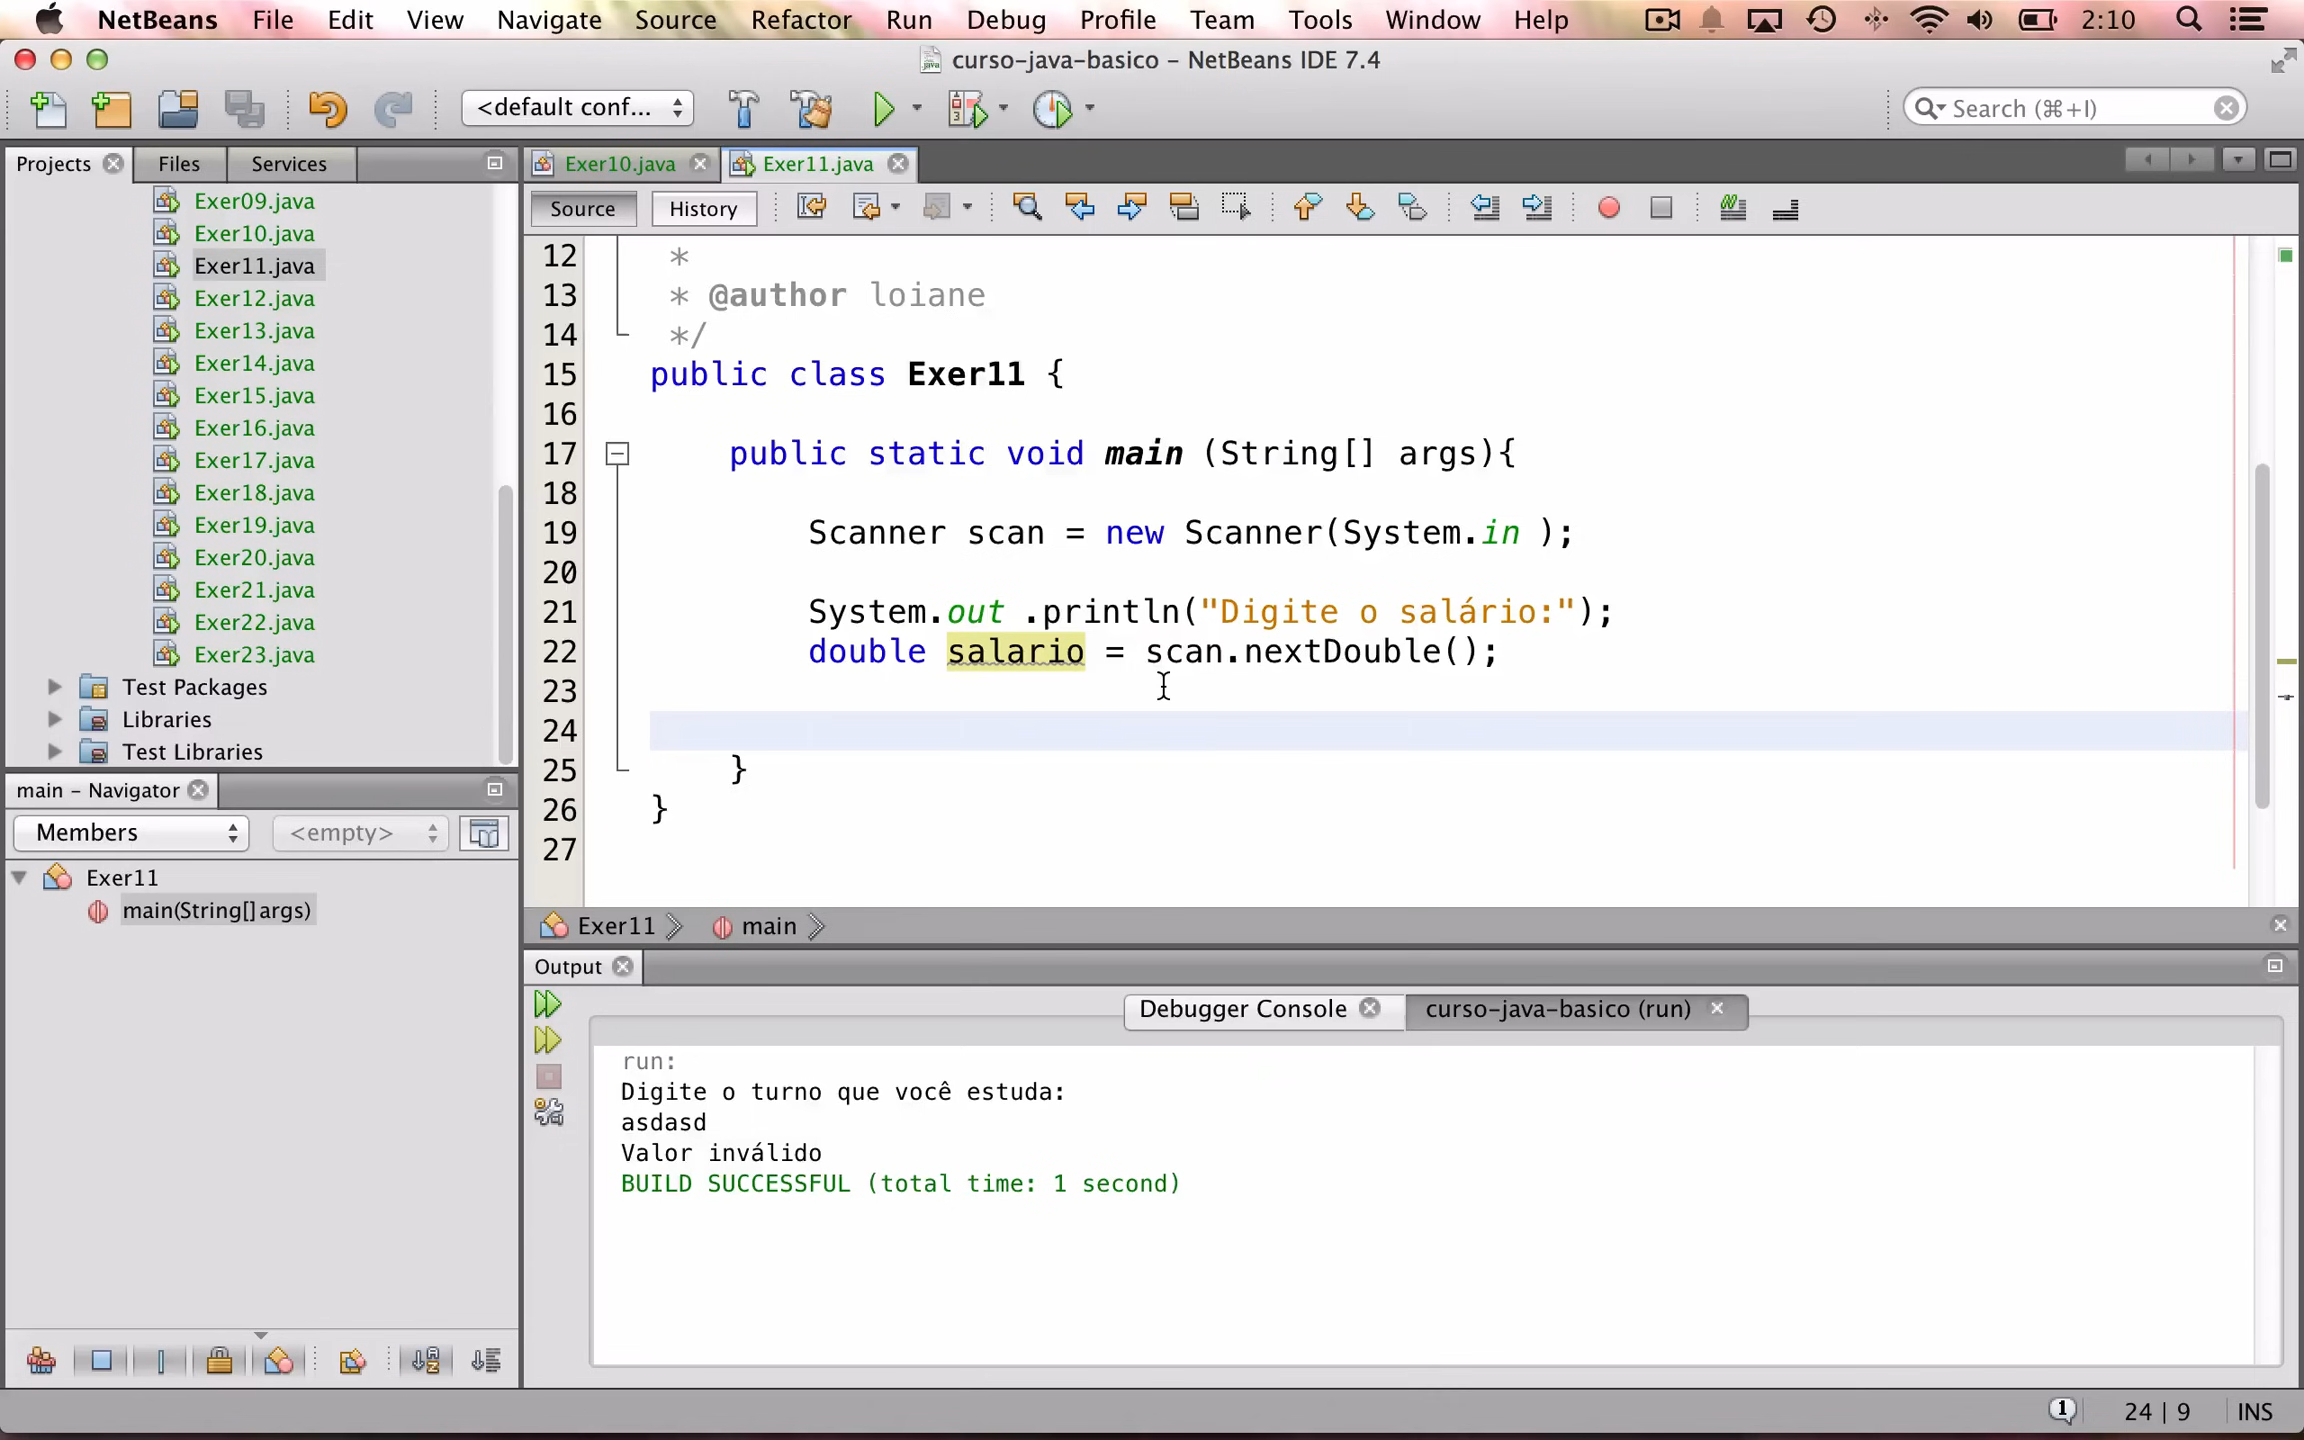 NetBeans File Edit View Navigate Source Refactor Run Debug Profile Team Tools Window Help 2:10
curso-java-basico - NetBeans IDE 7.4
<default conf... Search (⌘+I)
Projects Files Services
Exer09.java
Exer10.java
Exer11.java
Exer12.java
Exer13.java
Exer14.java
Exer15.java
Exer16.java
Exer17.java
Exer18.java
Exer19.java
Exer20.java
Exer21.java
Exer22.java
Exer23.java
Test Packages
Libraries
Test Libraries
main - Navigator
Members <empty>
Exer11
main(String[] args)
Exer10.java Exer11.java
Source History
12 *
13 * @author loiane
14 */
15 public class Exer11 {
16
17 public static void main (String[] args){
18
19 Scanner scan = new Scanner(System.in );
20
21 System.out .println("Digite o salário:");
22 double salario = scan.nextDouble();
23
24
25 }
26 }
27
Exer11 main
Output
Debugger Console curso-java-basico (run)
run:
Digite o turno que você estuda:
asdasd
Valor inválido
BUILD SUCCESSFUL (total time: 1 second)
1 24 | 9 INS